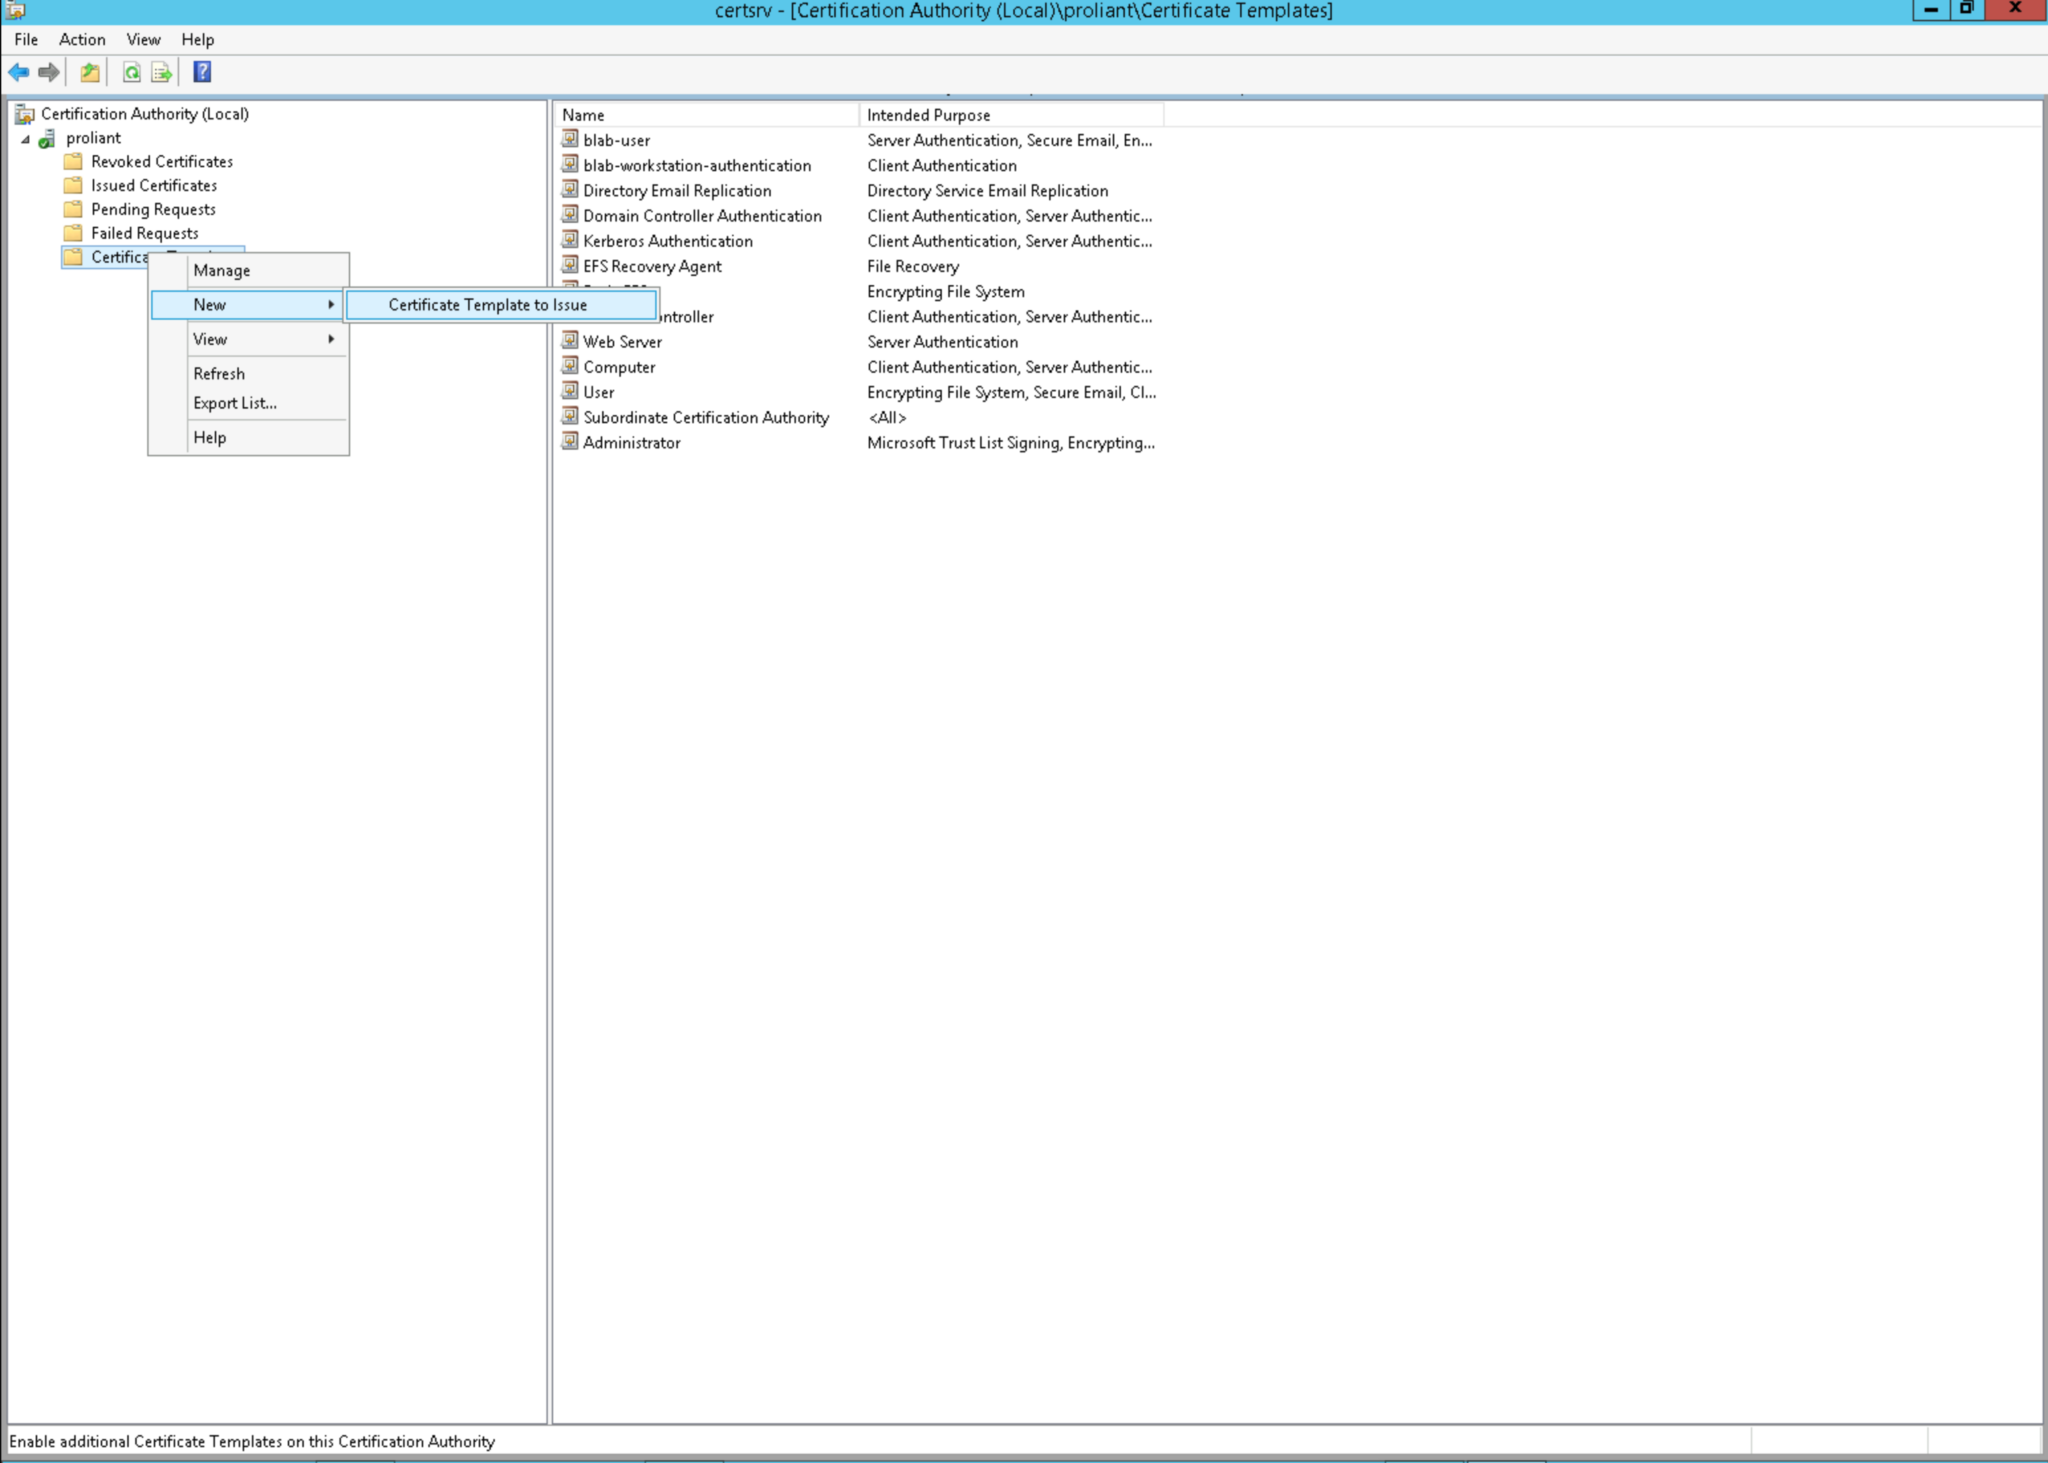 certsrv - [Certification Authority (Local)\proliant\Certificate Templates]
File Action View Help
Certification Authority (Local)
proliant
Revoked Certificates
Issued Certificates
Pending Requests
Failed Requests
Manage
New
Certificate Template to Issue
View
Refresh
Export List...
Help
Name Intended Purpose
blab-user Server Authentication, Secure Email, En...
blab-workstation-authentication Client Authentication
Directory Email Replication Directory Service Email Replication
Domain Controller Authentication Client Authentication, Server Authentic...
Kerberos Authentication Client Authentication, Server Authentic...
EFS Recovery Agent File Recovery
Encrypting File System
Client Authentication, Server Authentic...
Web Server Server Authentication
Computer Client Authentication, Server Authentic...
User Encrypting File System, Secure Email, Cl...
Subordinate Certification Authority <All>
Administrator Microsoft Trust List Signing, Encrypting...
Enable additional Certificate Templates on this Certification Authority